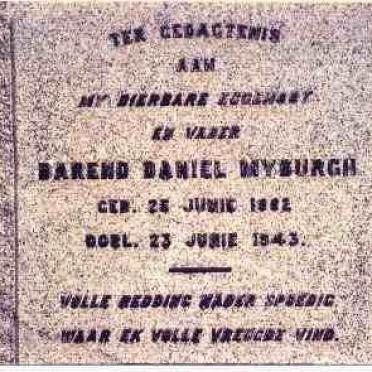 TER GEDAGTENIS
AAN
MY DIERBARE EGGENOOT
EN VADER
BAREND DANIEL MYBURGH
GEB. 25 JUNIE 1882
OORL. 23 JUNIE 1943.
VOLLE REDDING NADER SPOEDIG
WAAR EK VOLLE VREUGDE VIND.